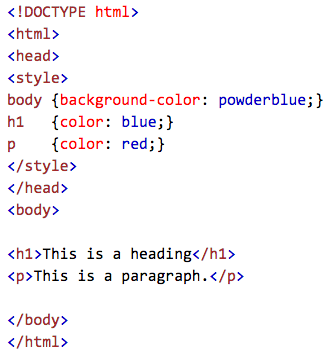 <!DOCTYPE html>
<html>
<head>
<style>
body {background-color: powderblue;}
h1   {color: blue;}
p    {color: red;}
</style>
</head>
<body>

<h1>This is a heading</h1>
<p>This is a paragraph.</p>

</body>
</html>